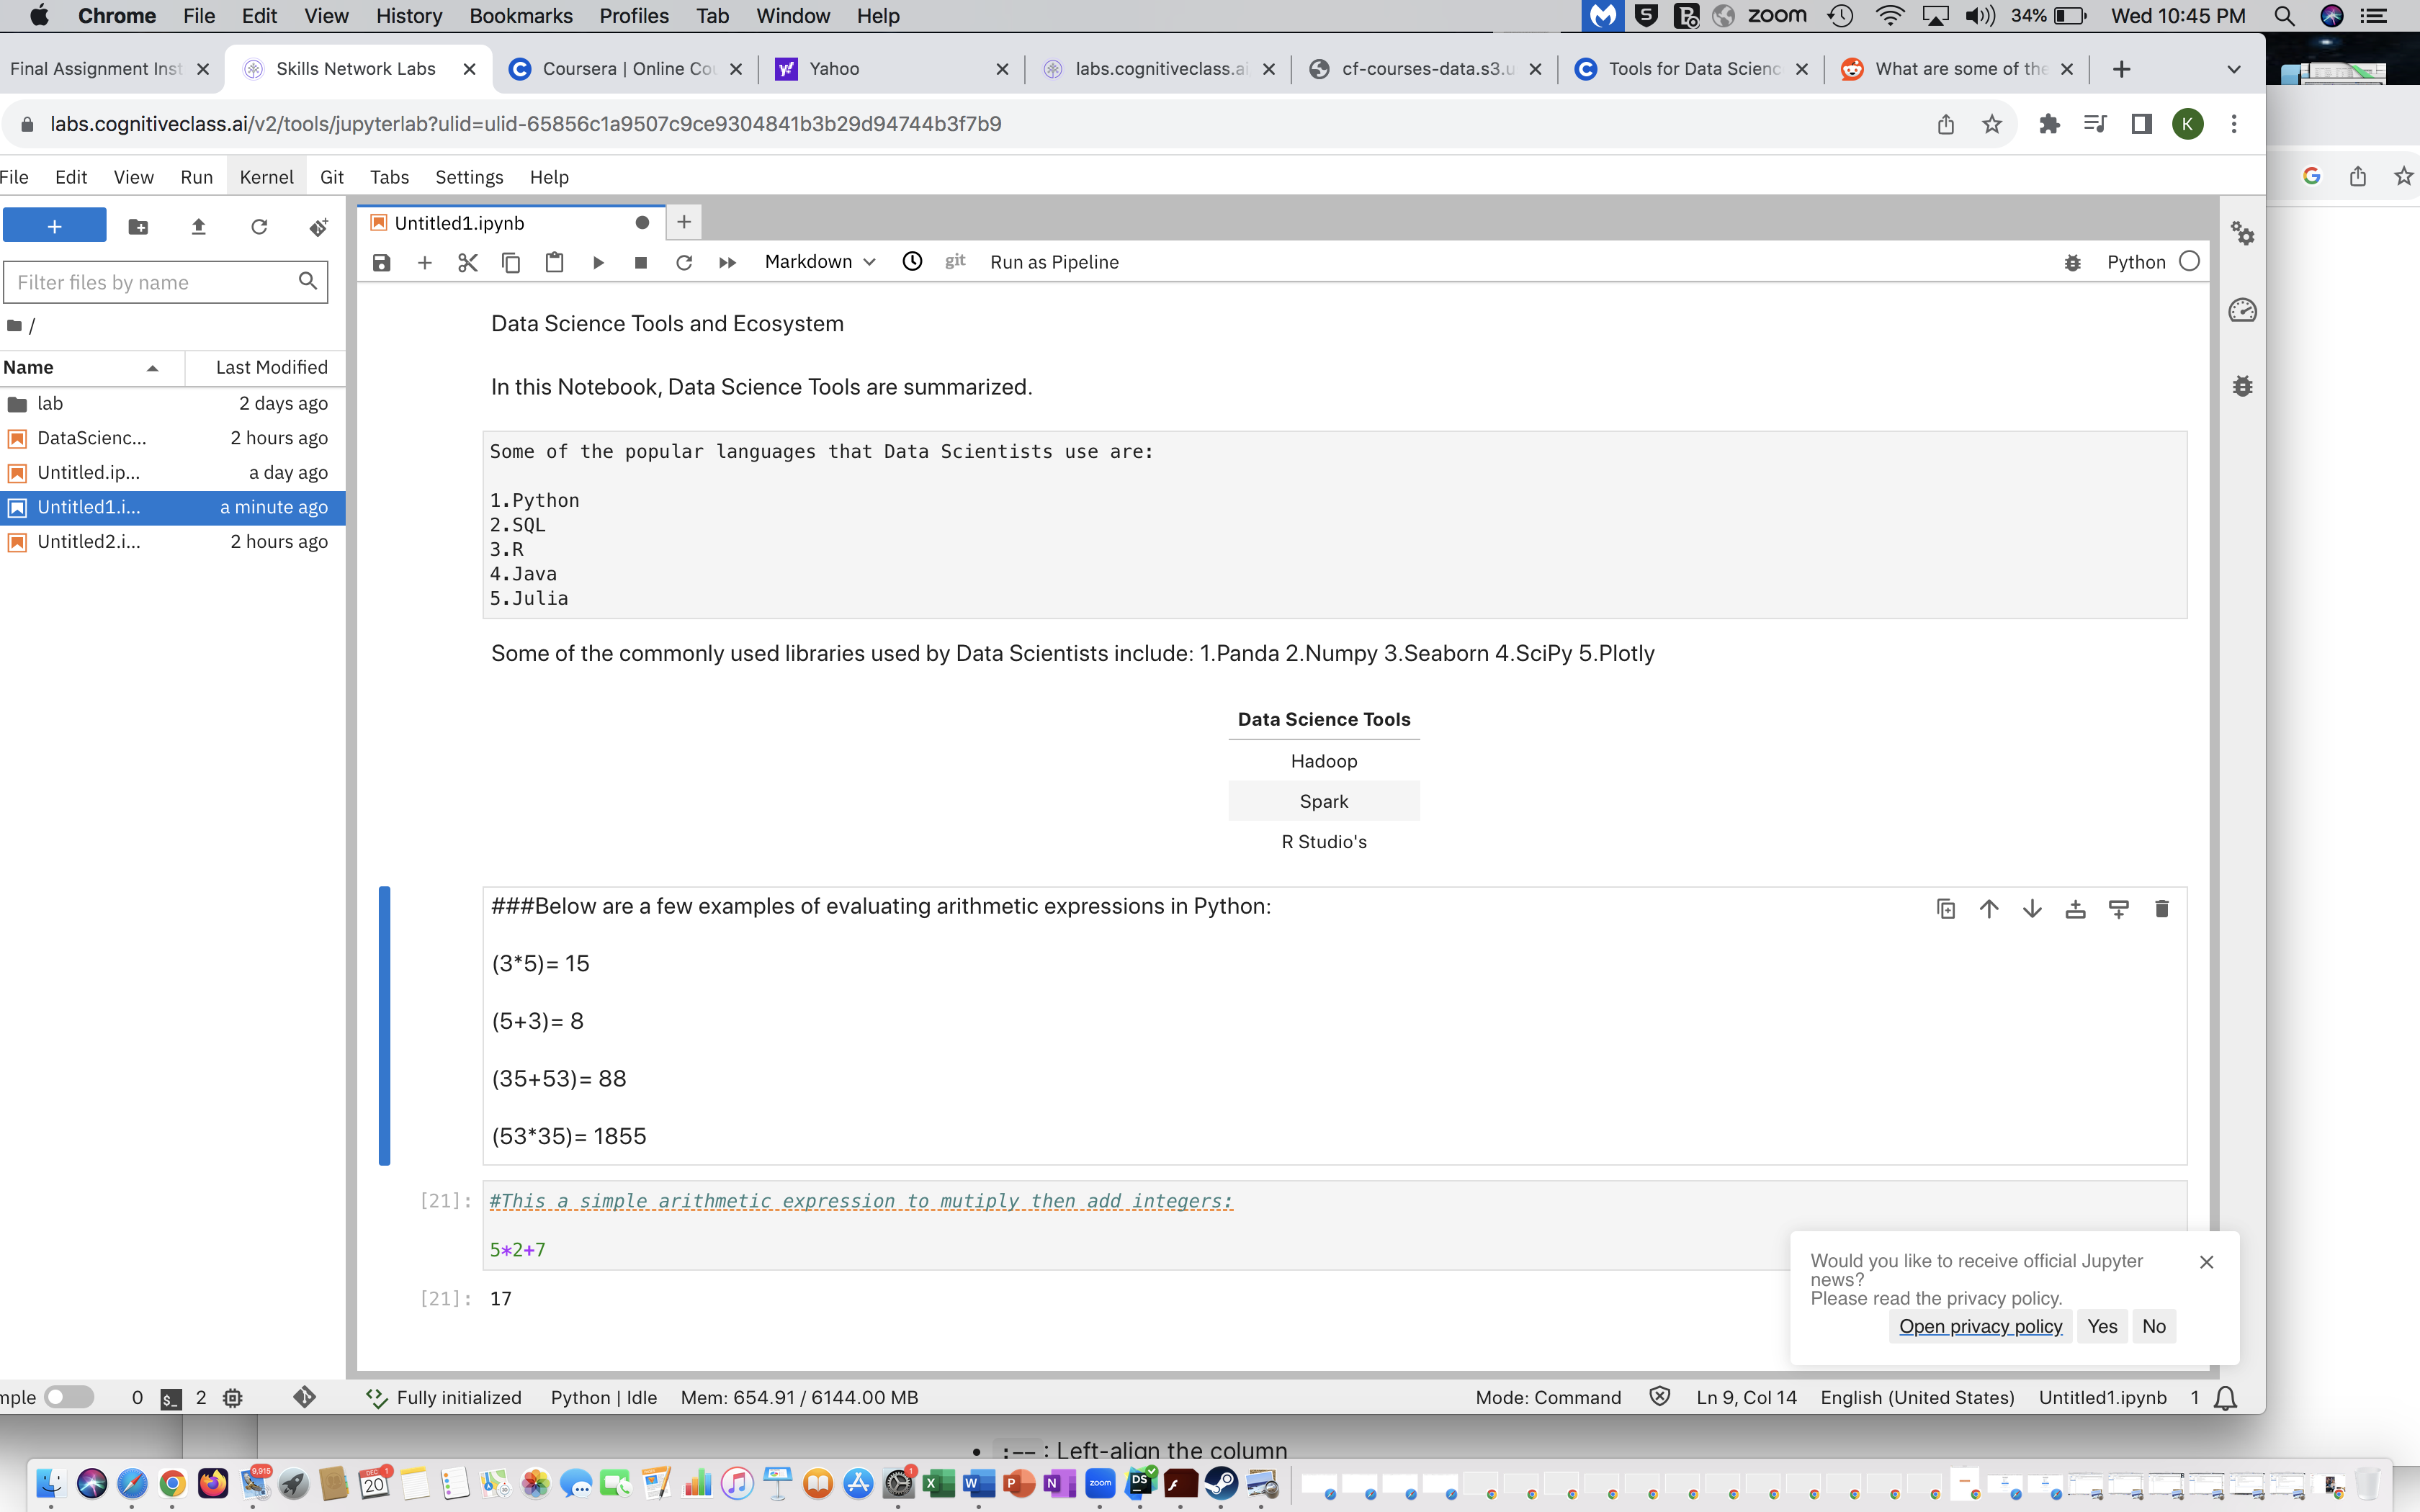 Chrome File Edit View History Bookmarks Profiles Tab Window Help zoom 34% Wed 10:45 PM
Final Assignment Inst Skills Network Labs Coursera | Online Cou Yahoo labs.cognitiveclass.ai cf-courses-data.s3.u Tools for Data Scienc What are some of the
labs.cognitiveclass.ai/v2/tools/jupyterlab?ulid=ulid-65856c1a9507c9ce9304841b3b29d94744b3f7b9 K
File Edit View Run Kernel Git Tabs Settings Help
Untitled1.ipynb
Markdown git Run as Pipeline Python
Filter files by name
/
Name Last Modified
lab 2 days ago
DataScienc... 2 hours ago
Untitled.ip... a day ago
Untitled1.i... a minute ago
Untitled2.i... 2 hours ago
Data Science Tools and Ecosystem
In this Notebook, Data Science Tools are summarized.
Some of the popular languages that Data Scientists use are:
1.Python
2.SQL
3.R
4.Java
5.Julia
Some of the commonly used libraries used by Data Scientists include: 1.Panda 2.Numpy 3.Seaborn 4.SciPy 5.Plotly
Data Science Tools
Hadoop
Spark
R Studio's
###Below are a few examples of evaluating arithmetic expressions in Python:
(3*5)= 15
(5+3)= 8
(35+53)= 88
(53*35)= 1855
[21]: #This a simple arithmetic expression to mutiply then add integers:
5*2+7
[21]: 17
Would you like to receive official Jupyter
news?
Please read the privacy policy.
Open privacy policy Yes No
mple 0 2 Fully initialized Python | Idle Mem: 654.91 / 6144.00 MB Mode: Command Ln 9, Col 14 English (United States) Untitled1.ipynb 1
:-- : Left-align the column
9,915 DEC 20 1 1 zoom DS